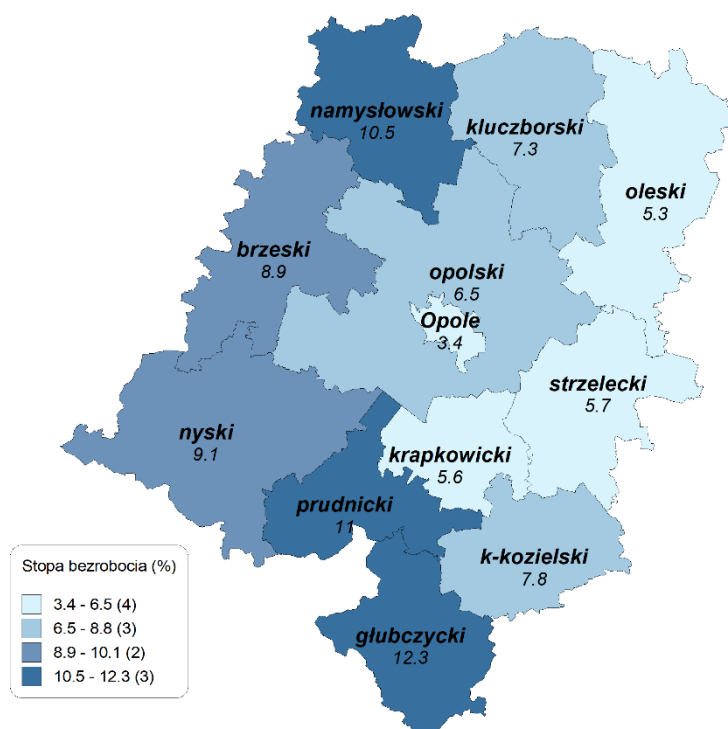 namysłowski
10.5
kluczborski
7.3
oleski
5.3
brzeski
8.9
opolski
6.5
Opole
3.4
strzelecki
5.7
nyski
9.1
krapkowicki
5.6
prudnicki
11
k-kozielski
7.8
głubczycki
12.3
Stopa bezrobocia (%)
3.4 - 6.5 (4)
6.5 - 8.8 (3)
8.9 - 10.1 (2)
10.5 - 12.3 (3)